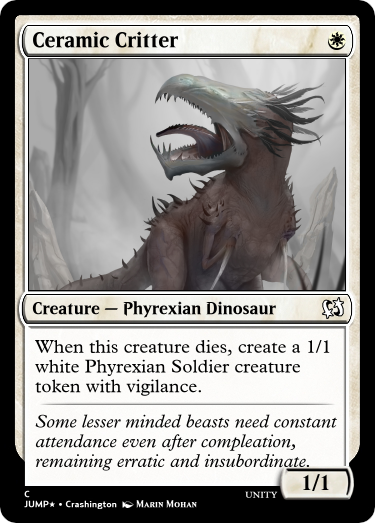 Ceramic Critter
Creature — Phyrexian Dinosaur
When this creature dies, create a 1/1
white Phyrexian Soldier creature
token with vigilance.
Some lesser minded beasts need constant
attendance even after compleation,
remaining erratic and insubordinate.
1/1
C
JUMP★ • Crashington 🖌 Marin Mohan
UNITY